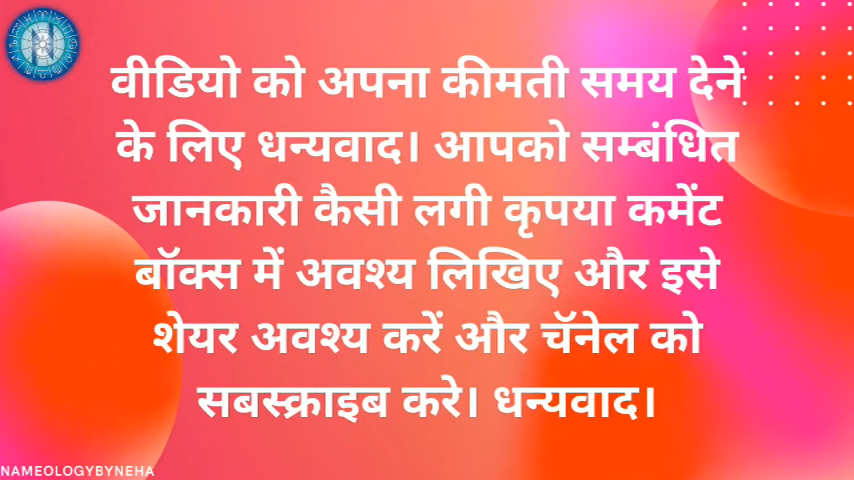 वीडियो को अपना कीमती समय देने
के लिए धन्यवाद। आपको सम्बंधित
जानकारी कैसी लगी कृपया कमेंट
बॉक्स में अवश्य लिखिए और इसे
शेयर अवश्य करें और चॅनेल को
सबस्क्राइब करे। धन्यवाद।
NAMEOLOGYBYNEHA